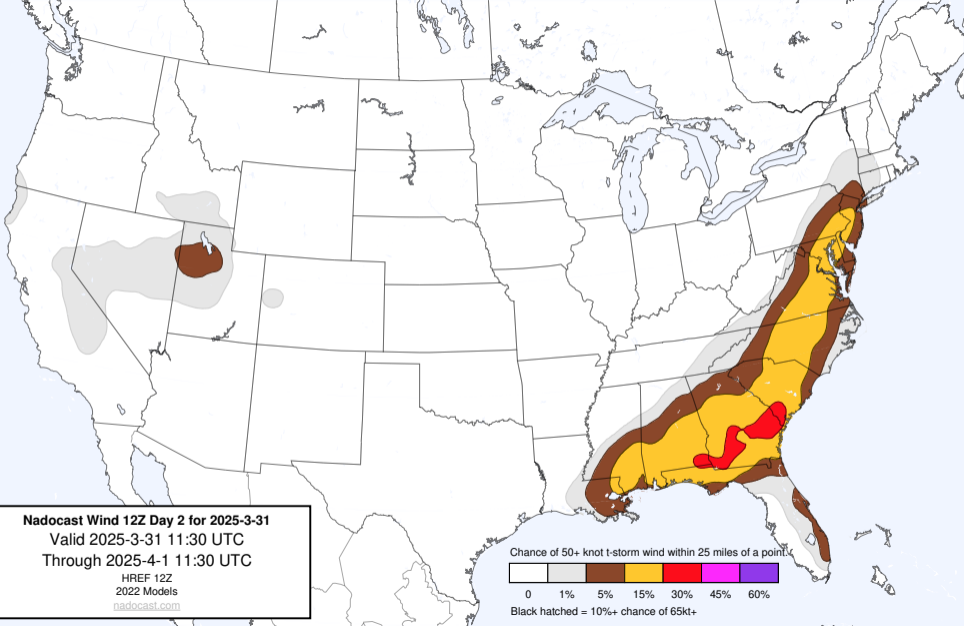 Nadocast Wind 12Z Day 2 for 2025-3-31
Valid 2025-3-31 11:30 UTC
Through 2025-4-1 11:30 UTC
HREF 12Z
2022 Models
nadocast.com
Chance of 50+ knot t-storm wind within 25 miles of a point.
0 1% 5% 15% 30% 45% 60%
Black hatched = 10%+ chance of 65kt+